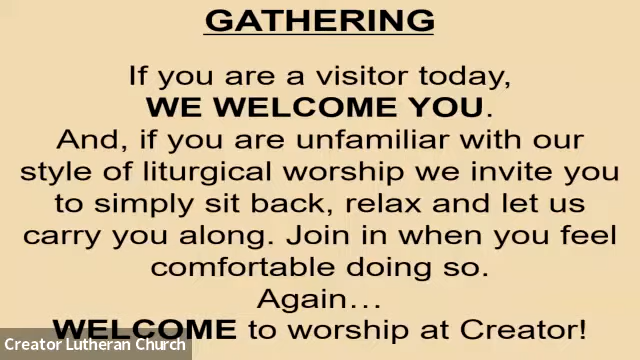 GATHERING
If you are a visitor today,
WE WELCOME YOU.
And, if you are unfamiliar with our
style of liturgical worship we invite you
to simply sit back, relax and let us
carry you along. Join in when you feel
comfortable doing so.
Again…
WELCOME to worship at Creator!
Creator Lutheran Church